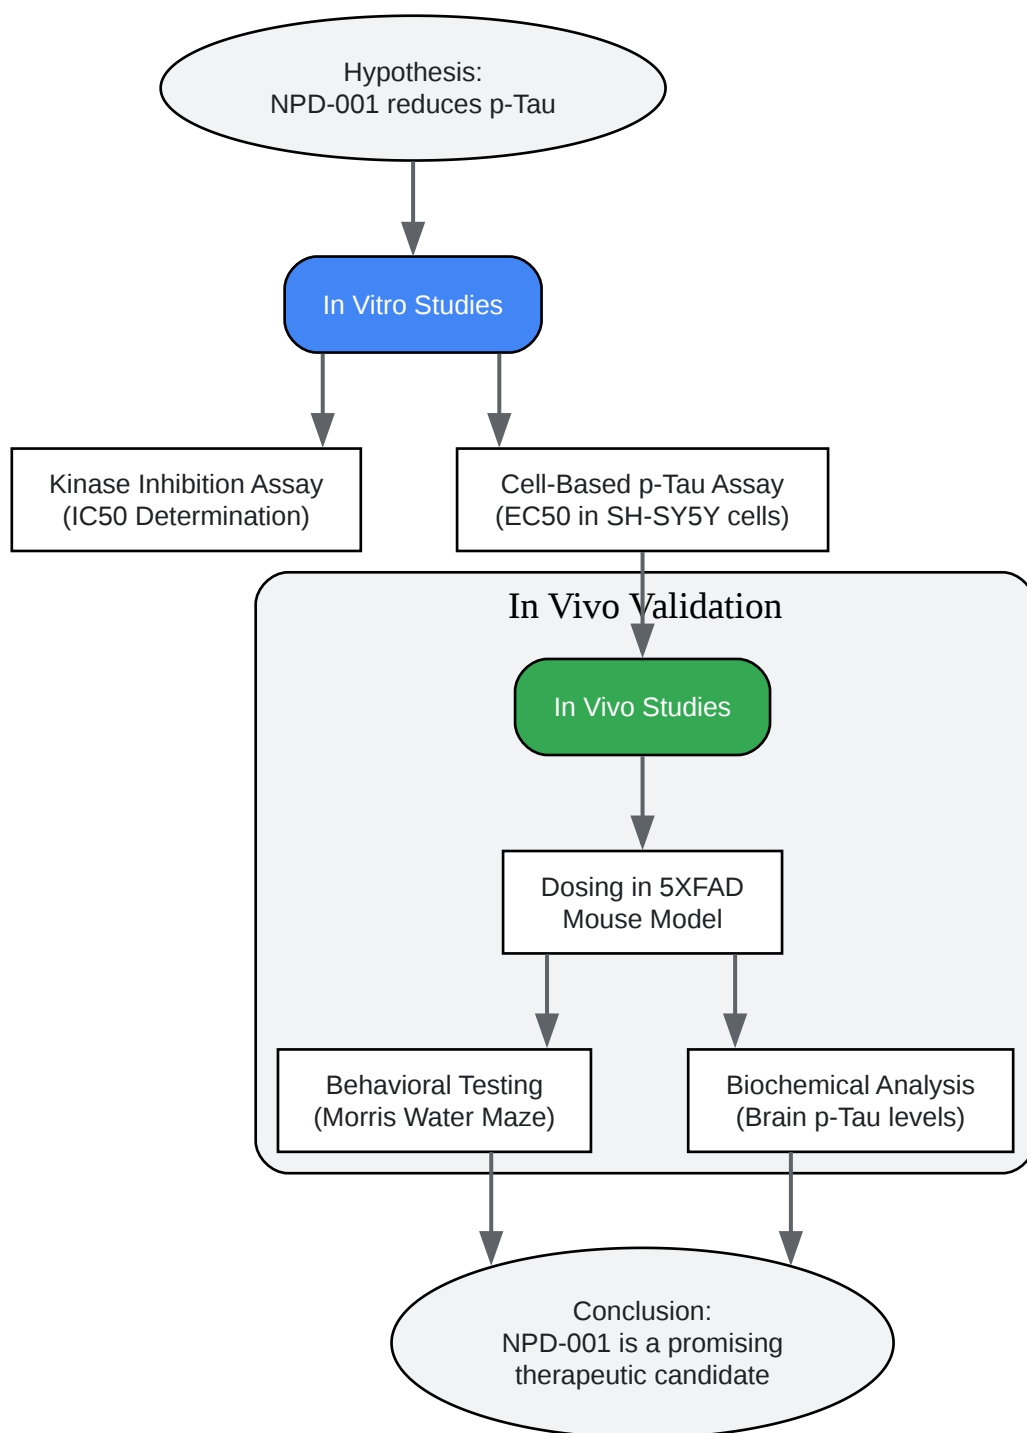 Hypothesis:
NPD-001 reduces p-Tau
In Vitro Studies
Kinase Inhibition Assay
(IC50 Determination)
Cell-Based p-Tau Assay
(EC50 in SH-SY5Y cells)
In Vivo Validation
In Vivo Studies
Dosing in 5XFAD
Mouse Model
Behavioral Testing
(Morris Water Maze)
Biochemical Analysis
(Brain p-Tau levels)
Conclusion:
NPD-001 is a promising
therapeutic candidate